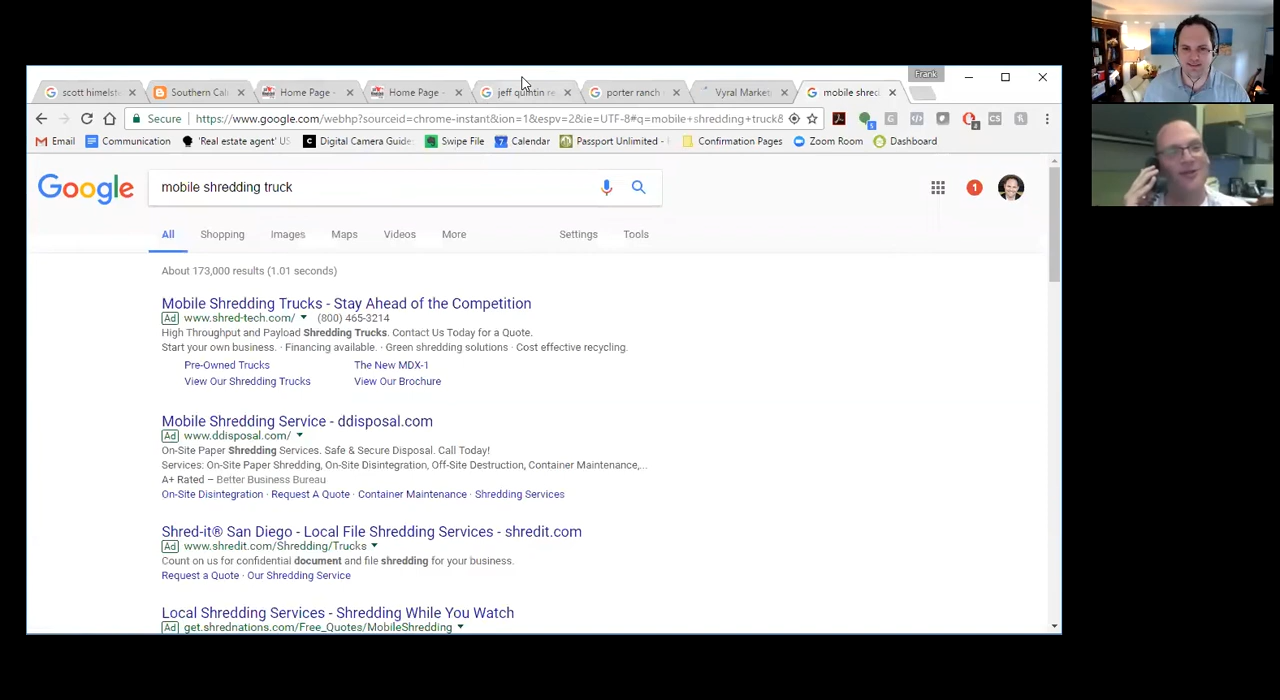 Frank
scott himelste
Southern Cali
Home Page -
Home Page -
jeff quintin re
porter ranch
Vyral Market
mobile shred
Secure
https://www.google.com/webhp?sourceid=chrome-instant&ion=1&espv=2&ie=UTF-8#q=mobile+shredding+truck&
Email
Communication
'Real estate agent' US
Digital Camera Guide
Swipe File
Calendar
Passport Unlimited -
Confirmation Pages
Zoom Room
Dashboard
Google
mobile shredding truck
1
All
Shopping
Images
Maps
Videos
More
Settings
Tools
About 173,000 results (1.01 seconds)
Mobile Shredding Trucks - Stay Ahead of the Competition
Ad www.shred-tech.com/ (800) 465-3214
High Throughput and Payload Shredding Trucks. Contact Us Today for a Quote.
Start your own business. · Financing available. · Green shredding solutions · Cost effective recycling.
Pre-Owned Trucks
The New MDX-1
View Our Shredding Trucks
View Our Brochure
Mobile Shredding Service - ddisposal.com
Ad www.ddisposal.com/
On-Site Paper Shredding Services. Safe & Secure Disposal. Call Today!
Services: On-Site Paper Shredding, On-Site Disintegration, Off-Site Destruction, Container Maintenance,...
A+ Rated – Better Business Bureau
On-Site Disintegration · Request A Quote · Container Maintenance · Shredding Services
Shred-it® San Diego - Local File Shredding Services - shredit.com
Ad www.shredit.com/Shredding/Trucks
Count on us for confidential document and file shredding for your business.
Request a Quote · Our Shredding Service
Local Shredding Services - Shredding While You Watch
Ad get.shrednations.com/Free_Quotes/MobileShredding